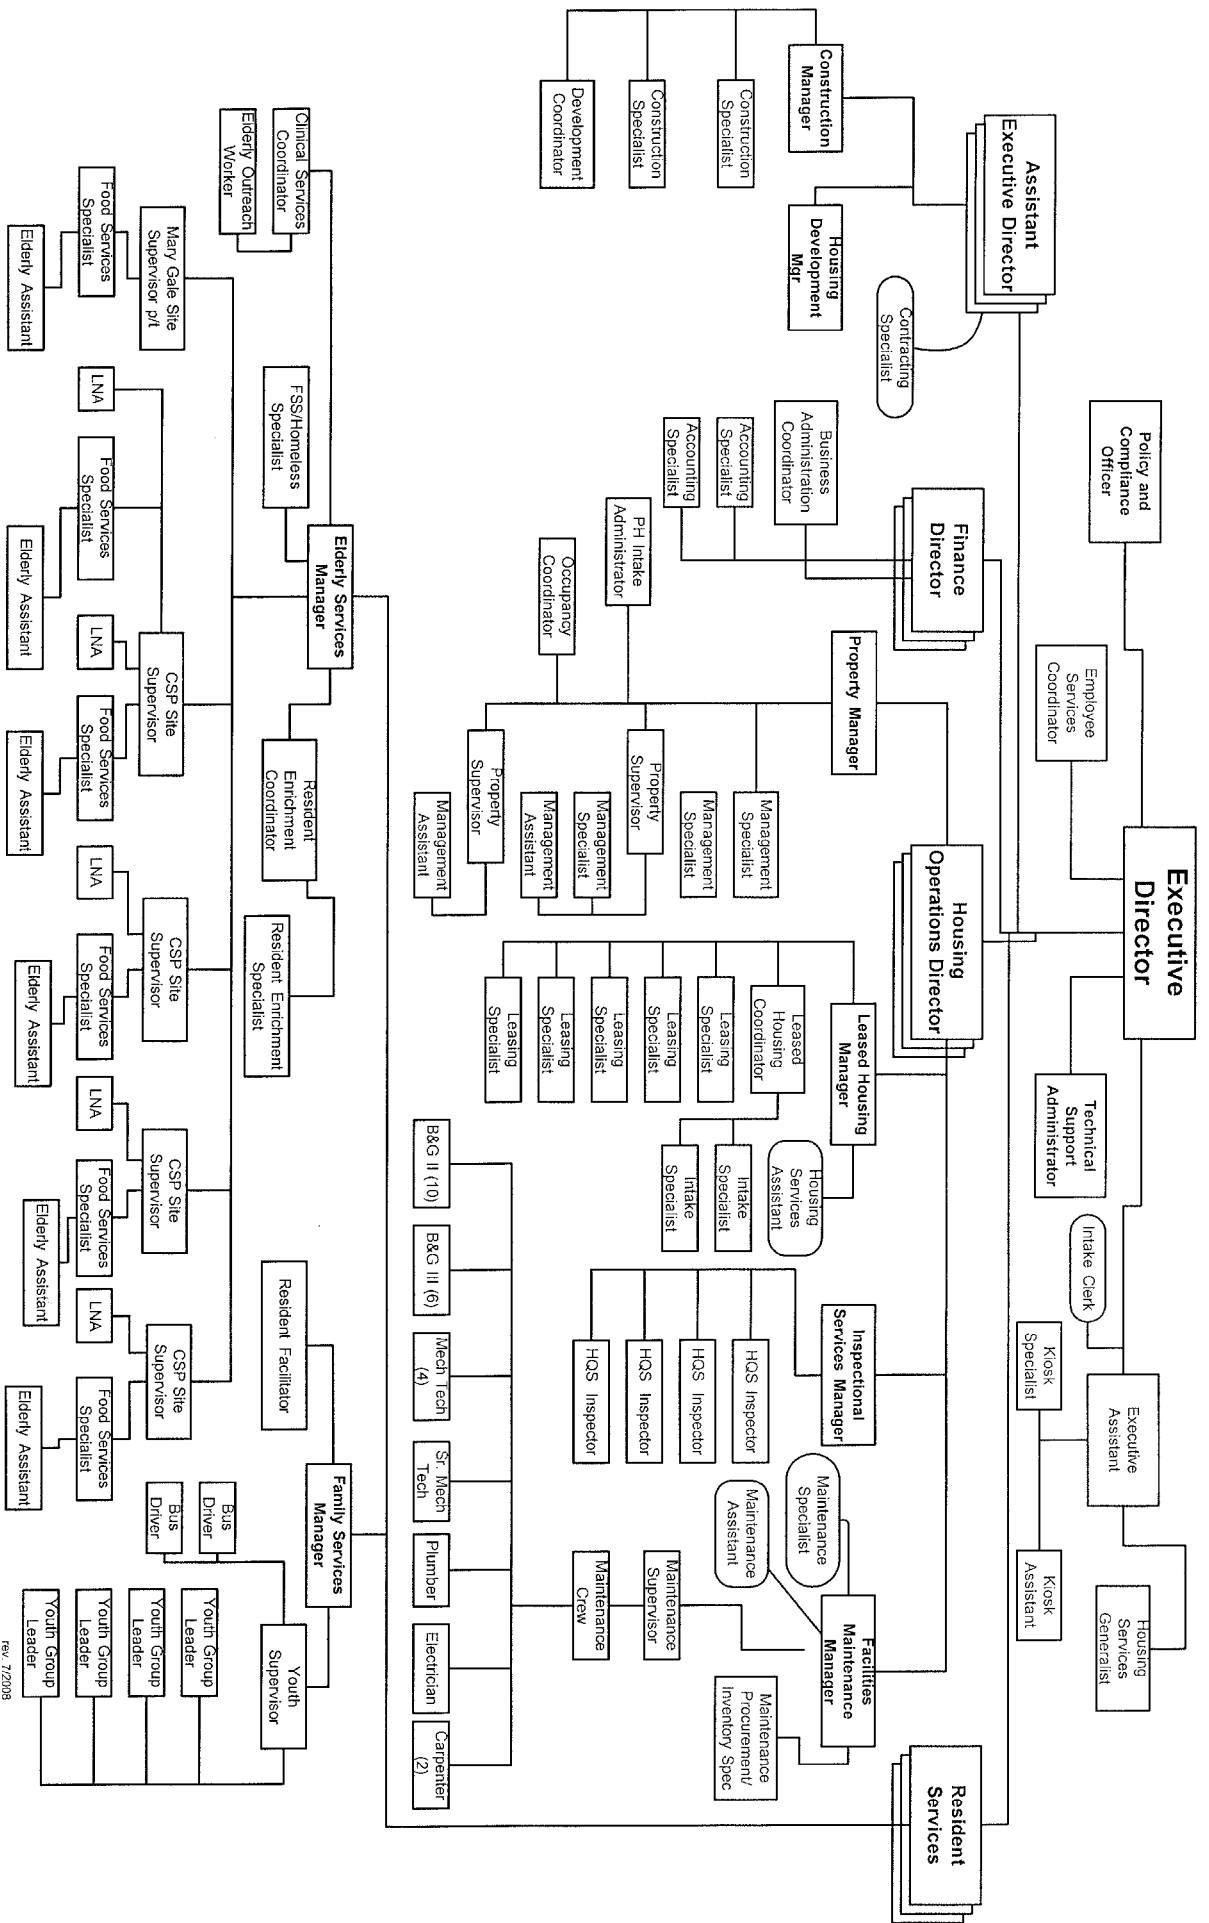 Executive
Director
Policy and
Compliance
Officer
Employee
Services
Coordinator
Technical
Support
Administrator
Intake Clerk
Executive
Assistant
Kiosk
Specialist
Kiosk
Assistant
Housing
Services
Generalist
Assistant
Executive Director
Construction
Manager
Construction
Specialist
Construction
Specialist
Development
Coordinator
Housing
Development
Mgr
Contracting
Specialist
Finance
Director
Business
Administration
Coordinator
Accounting
Specialist
Accounting
Specialist
Housing
Operations Director
Property Manager
PH Intake
Administrator
Occupancy
Coordinator
Management
Specialist
Management
Specialist
Property
Supervisor
Management
Specialist
Management
Assistant
Property
Supervisor
Management
Assistant
Leased Housing
Manager
Housing
Services
Assistant
Leased
Housing
Coordinator
Intake
Specialist
Intake
Specialist
Leasing
Specialist
Leasing
Specialist
Leasing
Specialist
Leasing
Specialist
Leasing
Specialist
Inspectional
Services Manager
HQS Inspector
HQS Inspector
HQS Inspector
HQS Inspector
Facilities
Maintenance
Manager
Maintenance
Specialist
Maintenance
Assistant
Maintenance
Procurement/
Inventory Spec
Maintenance
Supervisor
Maintenance
Crew
B&G II (10)
B&G III (6)
Mech Tech
(4)
Sr. Mech
Tech
Plumber
Electrician
Carpenter
(2)
Resident
Services
Elderly Services
Manager
Clinical Services
Coordinator
Elderly Outreach
Worker
FSS/Homeless
Specialist
Resident
Enrichment
Coordinator
Resident Enrichment
Specialist
Mary Gale Site
Supervisor p/t
Food Services
Specialist
Elderly Assistant
CSP Site
Supervisor
LNA
Food Services
Specialist
Elderly Assistant
LNA
Food Services
Specialist
Elderly Assistant
CSP Site
Supervisor
LNA
Food Services
Specialist
Elderly Assistant
CSP Site
Supervisor
LNA
Food Services
Specialist
Elderly Assistant
CSP Site
Supervisor
LNA
Food Services
Specialist
Elderly Assistant
Family Services
Manager
Resident Facilitator
Youth
Supervisor
Bus
Driver
Bus
Driver
Youth Group
Leader
Youth Group
Leader
Youth Group
Leader
Youth Group
Leader
rev. 7/2008